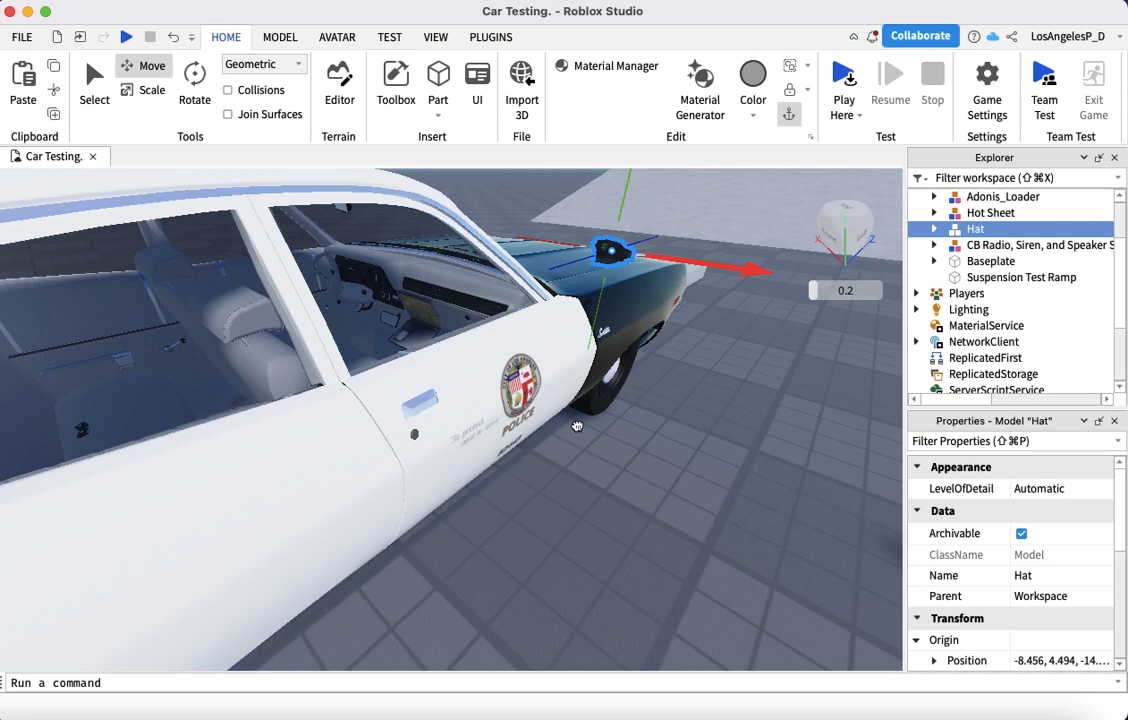 Car Testing. - Roblox Studio
FILE
HOME
MODEL
AVATAR
TEST
VIEW
PLUGINS
Collaborate
LosAngelesP_D
Paste
Clipboard
Select
Move
Scale
Rotate
Geometric
Collisions
Join Surfaces
Tools
Editor
Terrain
Toolbox
Part
UI
Insert
Import
3D
File
Material Manager
Material
Generator
Color
Edit
Play
Here
Resume
Stop
Test
Game
Settings
Settings
Team
Test
Exit
Game
Team Test
Car Testing.
Explorer
Filter workspace (⇧⌘X)
Adonis_Loader
Hot Sheet
Hat
CB Radio, Siren, and Speaker S
Baseplate
Suspension Test Ramp
Players
Lighting
MaterialService
NetworkClient
ReplicatedFirst
ReplicatedStorage
ServerScriptService
0.2
X
Y
Z
To protect
and to serve
POLICE
Properties - Model "Hat"
Filter Properties (⇧⌘P)
Appearance
LevelOfDetail Automatic
Data
Archivable
ClassName Model
Name Hat
Parent Workspace
Transform
Origin
Position -8.456, 4.494, -14....
Run a command